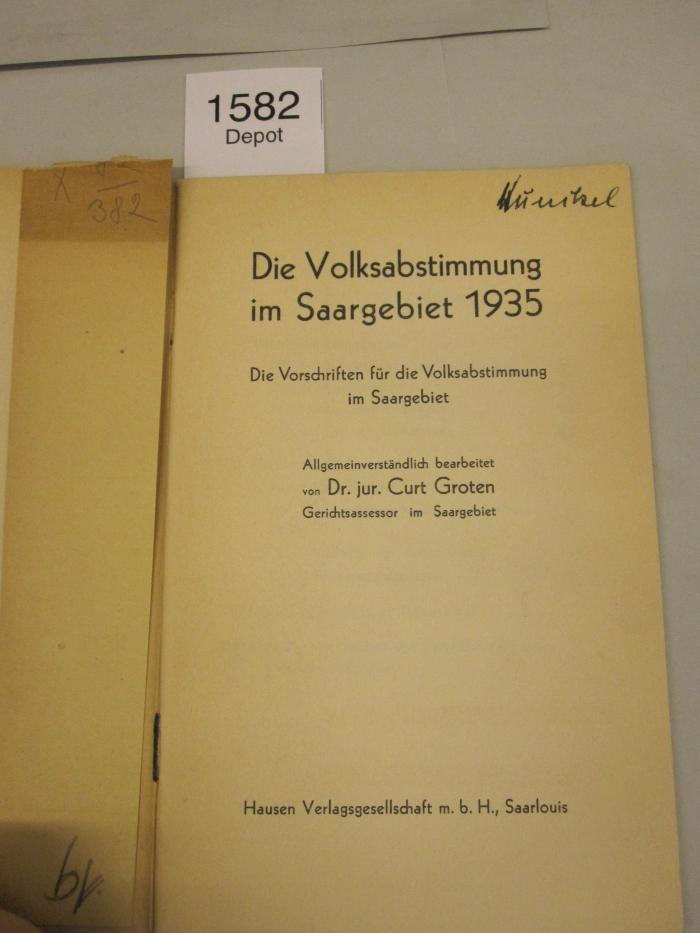 1582
Depot
X
382
Die Volksabstimmung
im Saargebiet 1935
Die Vorschriften für die Volksabstimmung
im Saargebiet
Allgemeinverständlich bearbeitet
von Dr. jur. Curt Groten
Gerichtsassessor im Saargebiet
Hausen Verlagsgesellschaft m. b. H., Saarlouis